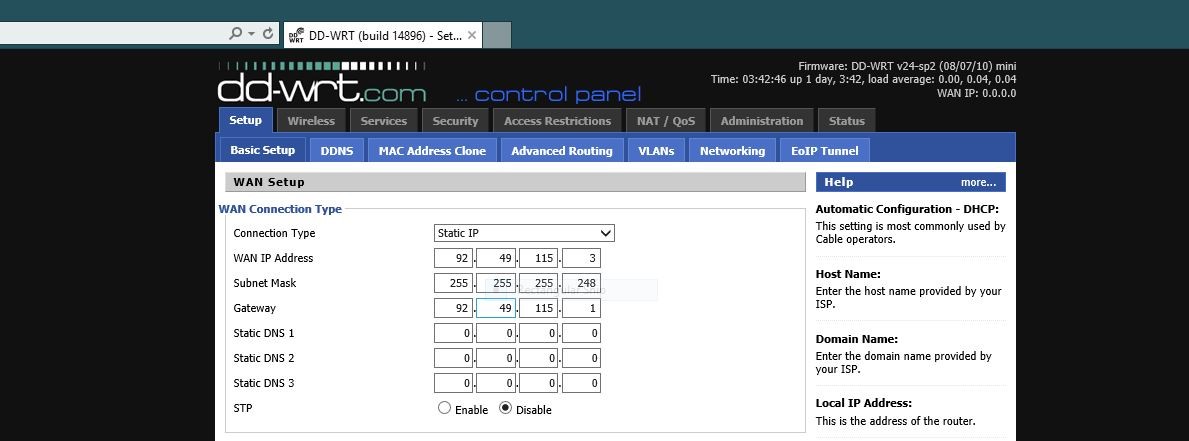 DD-WRT (build 14896) - Set...
Firmware: DD-WRT v24-sp2 (08/07/10) mini
Time: 03:42:46 up 1 day, 3:42, load average: 0.00, 0.04, 0.04
WAN IP: 0.0.0.0
dd-wrt.com ... control panel
Setup Wireless Services Security Access Restrictions NAT / QoS Administration Status
Basic Setup DDNS MAC Address Clone Advanced Routing VLANs Networking EoIP Tunnel
WAN Setup
WAN Connection Type
Connection Type Static IP
WAN IP Address 92 . 49 . 115 . 3
Subnet Mask 255 . 255 . 255 . 248
Rectangular Snip
Gateway 92 . 49 . 115 . 1
Static DNS 1 0 . 0 . 0 . 0
Static DNS 2 0 . 0 . 0 . 0
Static DNS 3 0 . 0 . 0 . 0
STP Enable Disable
Help more...
Automatic Configuration - DHCP:
This setting is most commonly used by
Cable operators.
Host Name:
Enter the host name provided by your
ISP.
Domain Name:
Enter the domain name provided by
your ISP.
Local IP Address:
This is the address of the router.